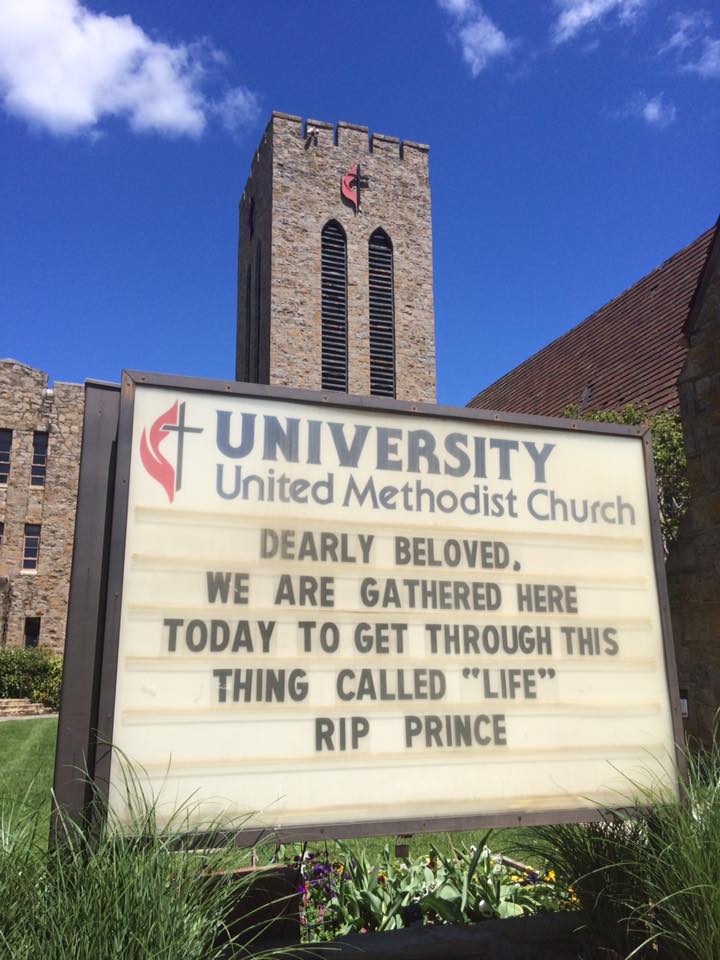 UNIVERSITY
United Methodist Church
DEARLY BELOVED.
WE ARE GATHERED HERE
TODAY TO GET THROUGH THIS
THING CALLED "LIFE"
RIP PRINCE